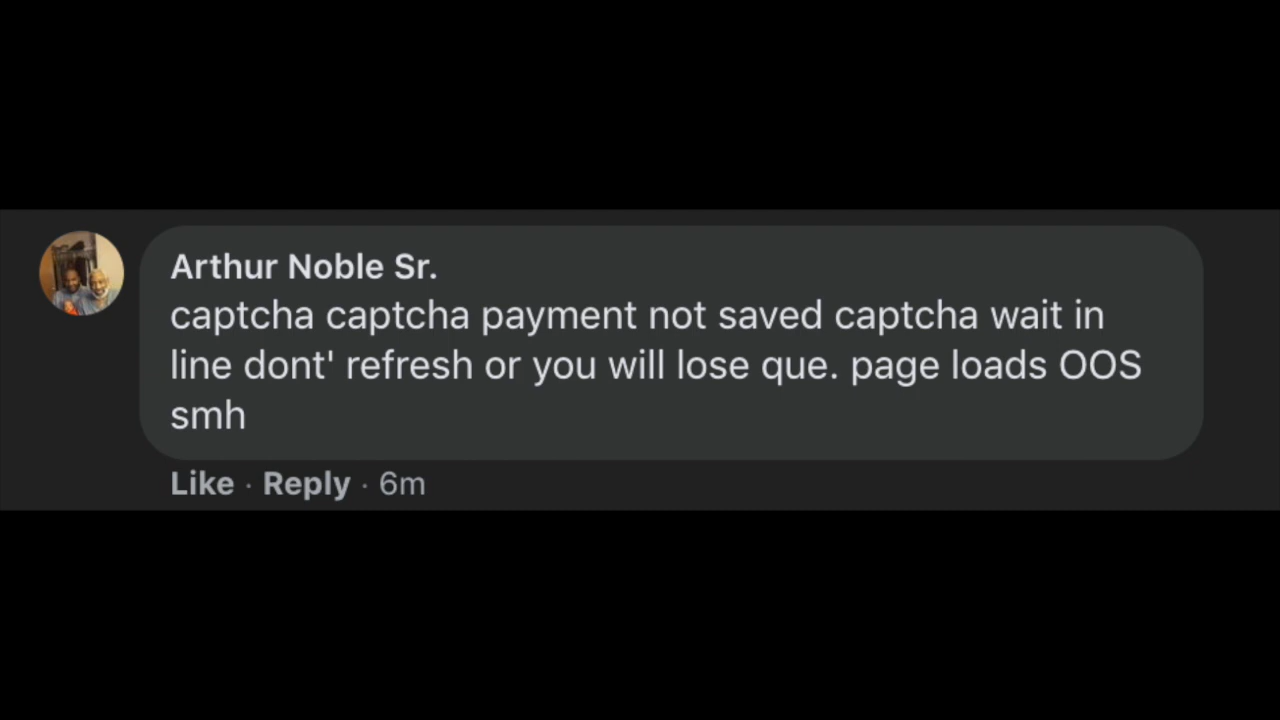 Arthur Noble Sr.
captcha captcha payment not saved captcha wait in
line dont' refresh or you will lose que. page loads OOS
smh
Like · Reply · 6m